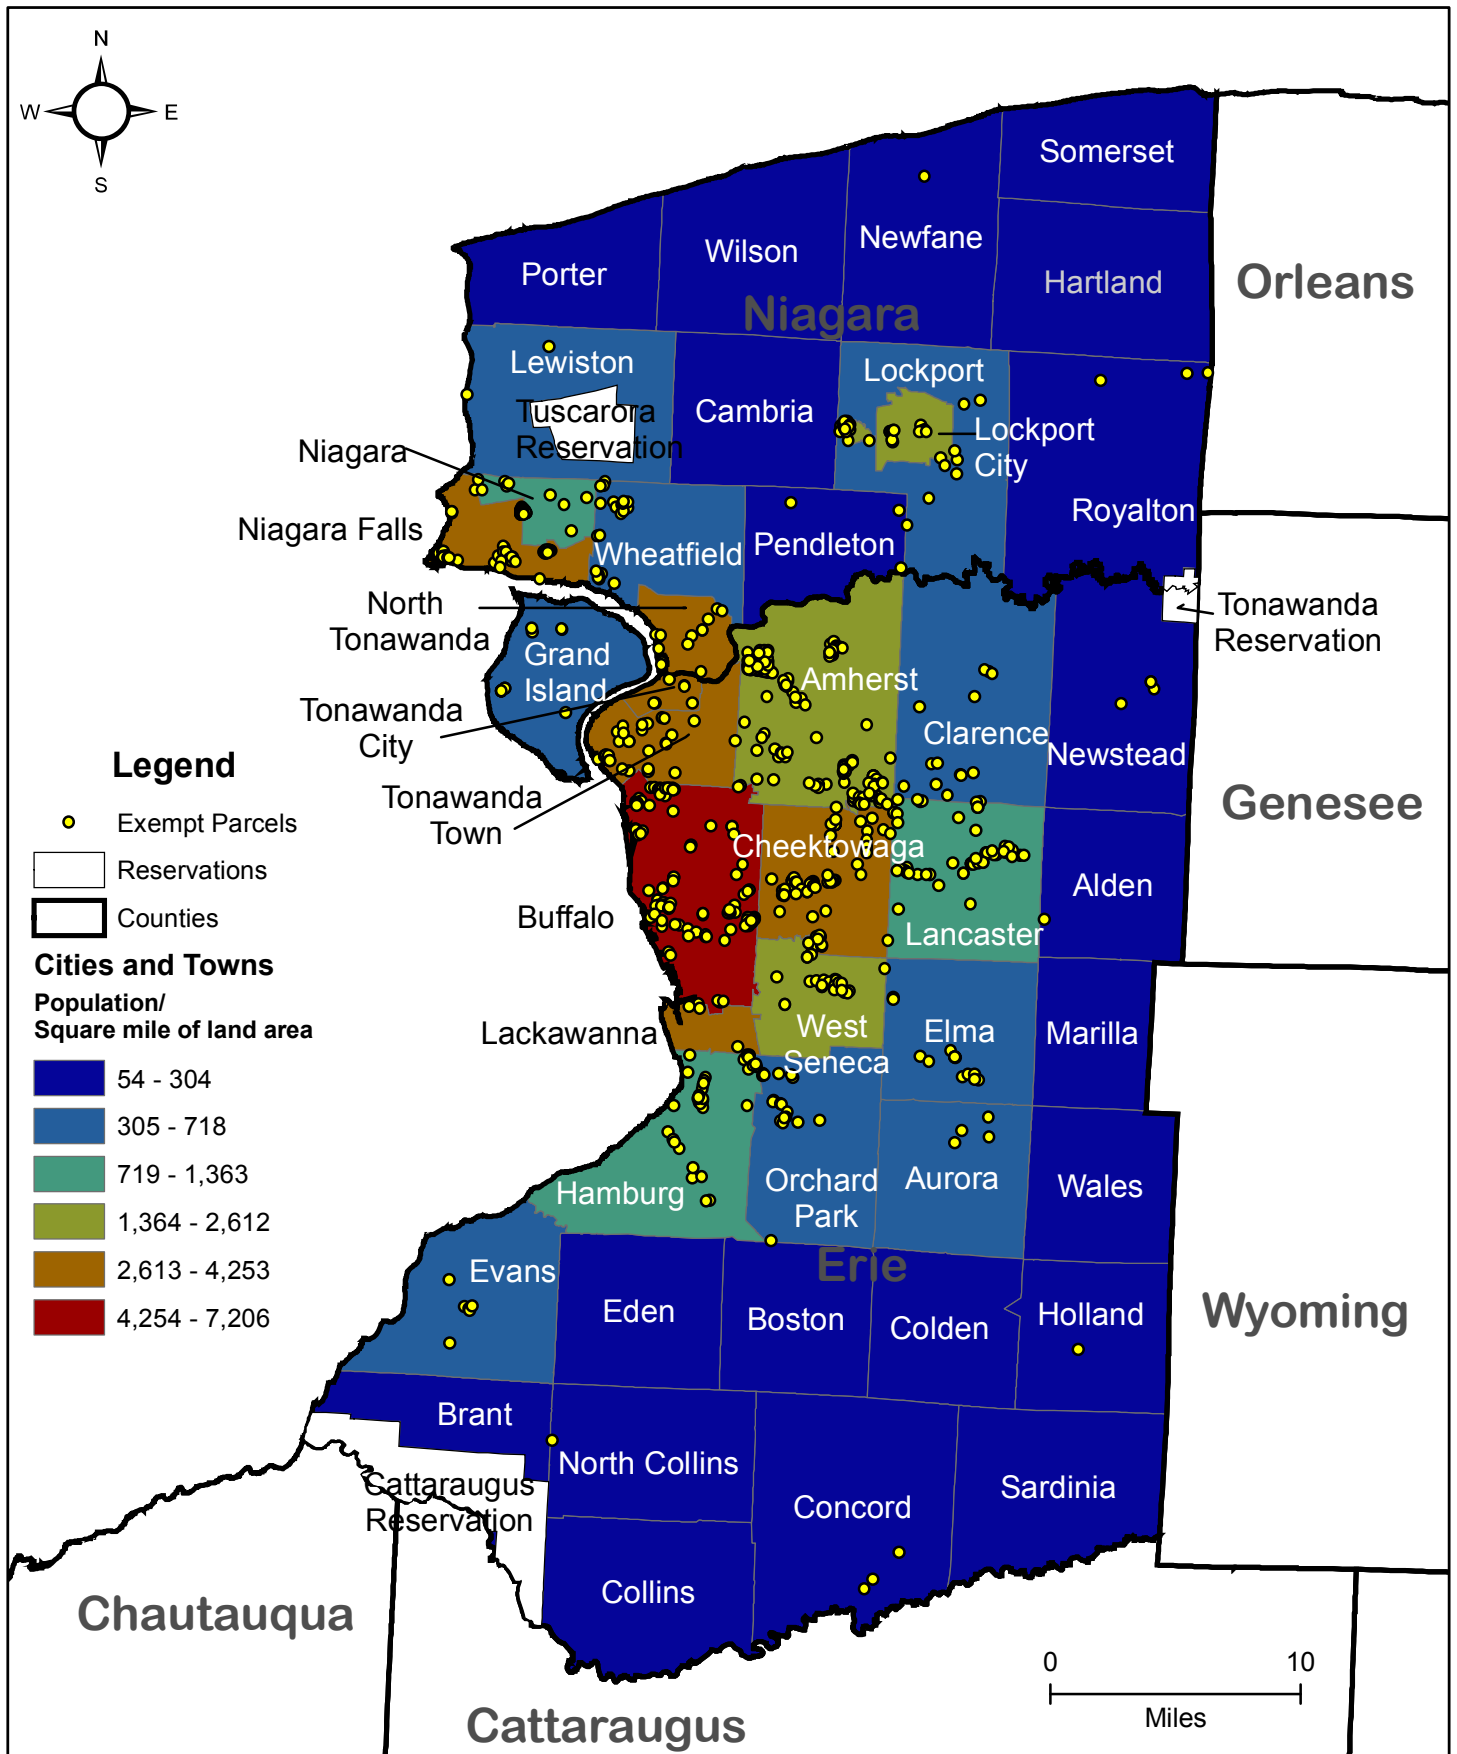 N
W
E
S
Somerset
Newfane
Wilson
Porter
Hartland
Orleans
Niagara
Lewiston
Lockport
Tuscarora
Reservation
Cambria
Lockport
City
Niagara
Royalton
Niagara Falls
Wheatfield
Pendleton
North
Tonawanda
Tonawanda
Reservation
Grand
Island
Amherst
Tonawanda
City
Clarence
Newstead
Legend
Exempt Parcels
Reservations
Counties
Cities and Towns
Population/
Square mile of land area
54 - 304
305 - 718
719 - 1,363
1,364 - 2,612
2,613 - 4,253
4,254 - 7,206
Tonawanda
Town
Genesee
Cheektowaga
Alden
Buffalo
Lancaster
Lackawanna
West
Seneca
Elma
Marilla
Hamburg
Orchard
Park
Aurora
Wales
Erie
Evans
Eden
Boston
Colden
Holland
Wyoming
Brant
North Collins
Cattaraugus
Reservation
Concord
Sardinia
Collins
Chautauqua
Cattaraugus
0
10
Miles